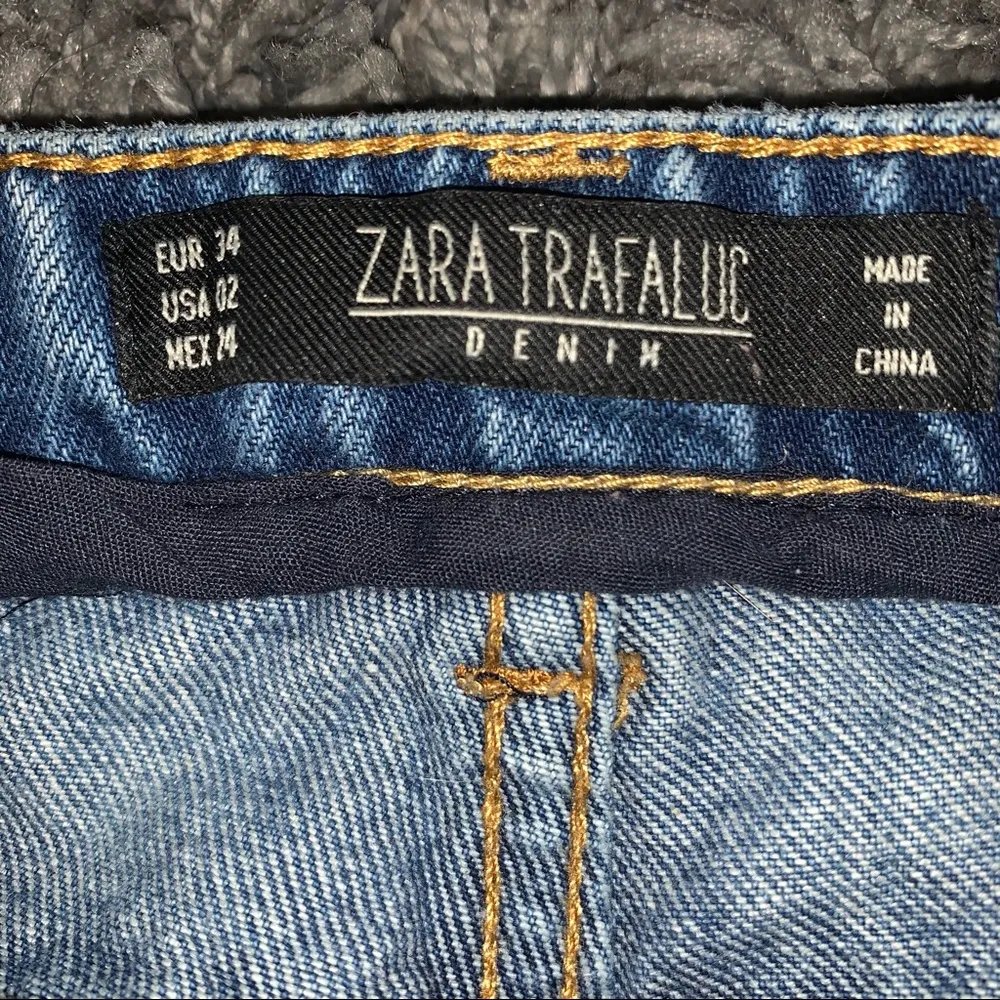 EUR 34
USA 02
MEX 24
ZARA TRAFALUC
DENIM
MADE
IN
CHINA